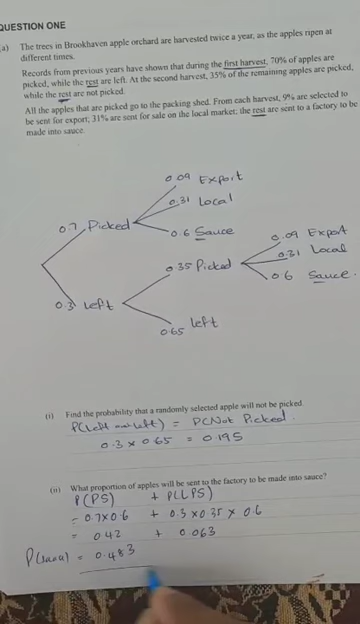 QUESTION ONE
(a) The trees in Brookhaven apple orchard are harvested twice a year, as the apples ripen at
different times.
Records from previous years have shown that during the first harvest, 70% of apples are
picked, while the rest are left. At the second harvest, 35% of the remaining apples are picked,
while the rest are not picked.
All the apples that are picked go to the packing shed. From each harvest, 9% are selected to
be sent for export; 31% are sent for sale on the local market; the rest are sent to a factory to be
made into sauce.
0.09 Export
0.31 Local
0.7 Picked
0.6 Sauce
0.09 Export
0.31 Local
0.35 Picked
0.6 Sauce.
0.3 Left
0.65 left
(i) Find the probability that a randomly selected apple will not be picked.
P(Left and left) = P(Not Picked)
0.3 × 0.65 = 0.195
(ii) What proportion of apples will be sent to the factory to be made into sauce?
P(PS) + P(LPS)
= 0.7×0.6 + 0.3 × 0.35 × 0.6
= 0.42 + 0.063
= 0.483